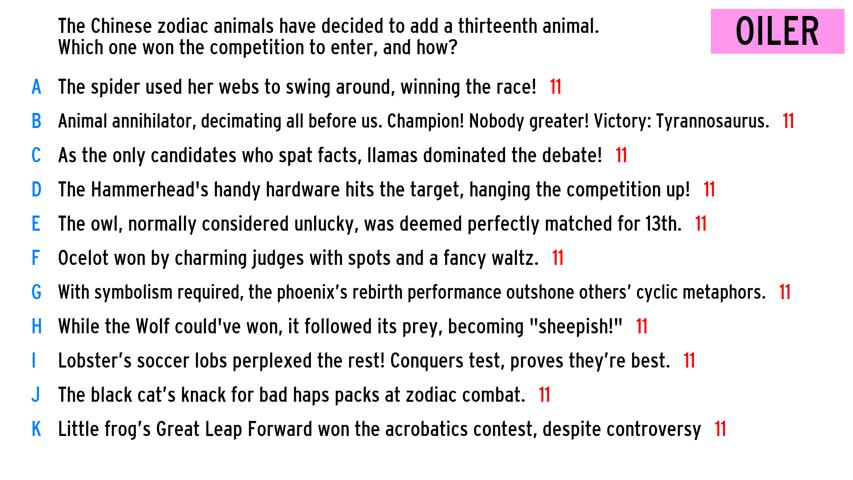 The Chinese zodiac animals have decided to add a thirteenth animal.
Which one won the competition to enter, and how?
OILER
A The spider used her webs to swing around, winning the race! 11
B Animal annihilator, decimating all before us. Champion! Nobody greater! Victory: Tyrannosaurus. 11
C As the only candidates who spat facts, llamas dominated the debate! 11
D The Hammerhead's handy hardware hits the target, hanging the competition up! 11
E The owl, normally considered unlucky, was deemed perfectly matched for 13th. 11
F Ocelot won by charming judges with spots and a fancy waltz. 11
G With symbolism required, the phoenix's rebirth performance outshone others' cyclic metaphors. 11
H While the Wolf could've won, it followed its prey, becoming "sheepish!" 11
I Lobster's soccer lobs perplexed the rest! Conquers test, proves they're best. 11
J The black cat's knack for bad haps packs at zodiac combat. 11
K Little frog's Great Leap Forward won the acrobatics contest, despite controversy 11